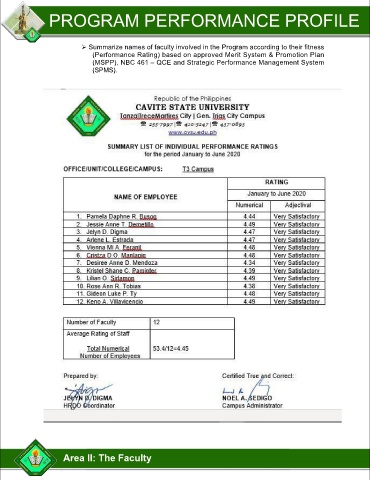 PROGRAM PERFORMANCE PROFILE
➢ Summarize names of faculty involved in the Program according to their fitness
(Performance Rating) based on approved Merit System & Promotion Plan
(MSPP), NBC 461 – QCE and Strategic Performance Management System
(SPMS).
Republic of the Philippines
CAVITE STATE UNIVERSITY
TanzaTreceMartires City | Gen. Trias City Campus
☎ 255-7997 |☎ 410-5247 |☎ 437-0693
www.cvsu.edu.ph
SUMMARY LIST OF INDIVIDUAL PERFORMANCE RATINGS
for the period January to June 2020
OFFICE/UNIT/COLLEGE/CAMPUS: T3 Campus
NAME OF EMPLOYEE RATING
January to June 2020
Numerical Adjectival
1. Pamela Daphne R. Busog 4.44 Very Satisfactory
2. Jessie Anne T. Demetillo 4.49 Very Satisfactory
3. Jelyn D. Digma 4.47 Very Satisfactory
4. Arlene L. Estrada 4.47 Very Satisfactory
5. Vienna Mi A. Feranil 4.48 Very Satisfactory
6. Cristza D.O. Manlapig 4.48 Very Satisfactory
7. Desiree Anne D. Mendoza 4.34 Very Satisfactory
8. Kristel Shane C. 4.39 Very Satisfactory
9. Lilian O. 4.49 Very Satisfactory
10. Rose Ann R. Tobias 4.38 Very Satisfactory
11. Gideon Luke P. Ty 4.48 Very Satisfactory
12. Keno A. Villavicencio 4.49 Very Satisfactory
Number of Faculty 12
Average Rating of Staff
Total Numerical 53.4/12=4.45
Number of Employees
Prepared by: Certified True and Correct:
JELYN D. DIGMA NOEL A. SEDIGO
HRDO Coordinator Campus Administrator
Area II: The Faculty